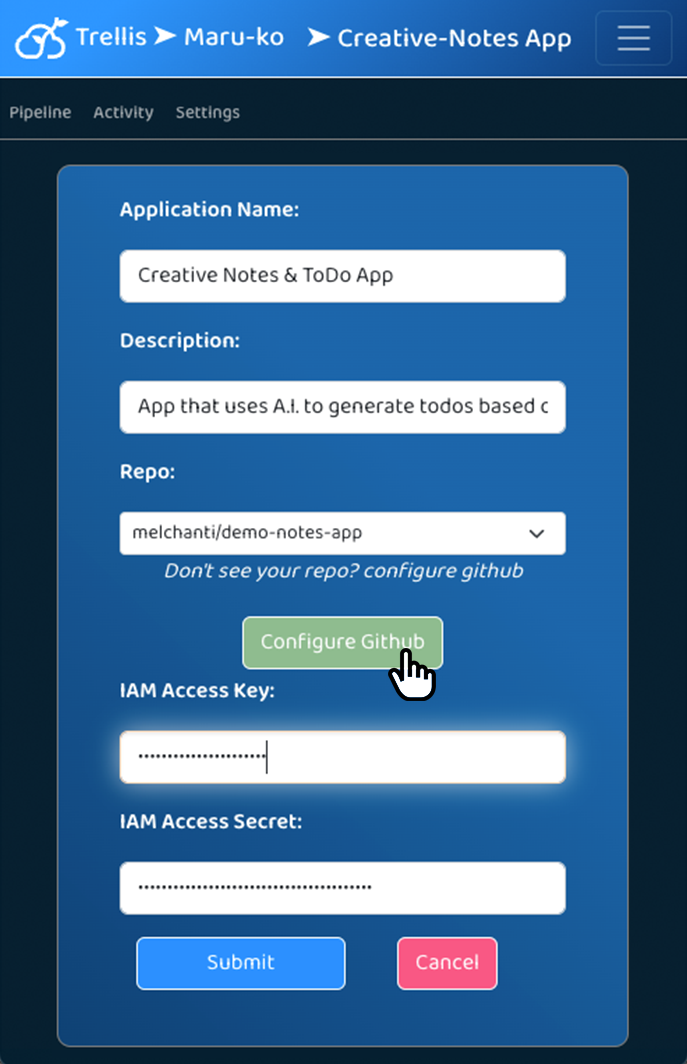 Trellis ➤ Maru-ko ➤ Creative-Notes App
Pipeline Activity Settings
Application Name:
Creative Notes & ToDo App
Description:
App that uses A.I. to generate todos based
Repo:
melchanti/demo-notes-app
Don't see your repo? configure github
Configure Github
IAM Access Key:
IAM Access Secret:
Submit Cancel